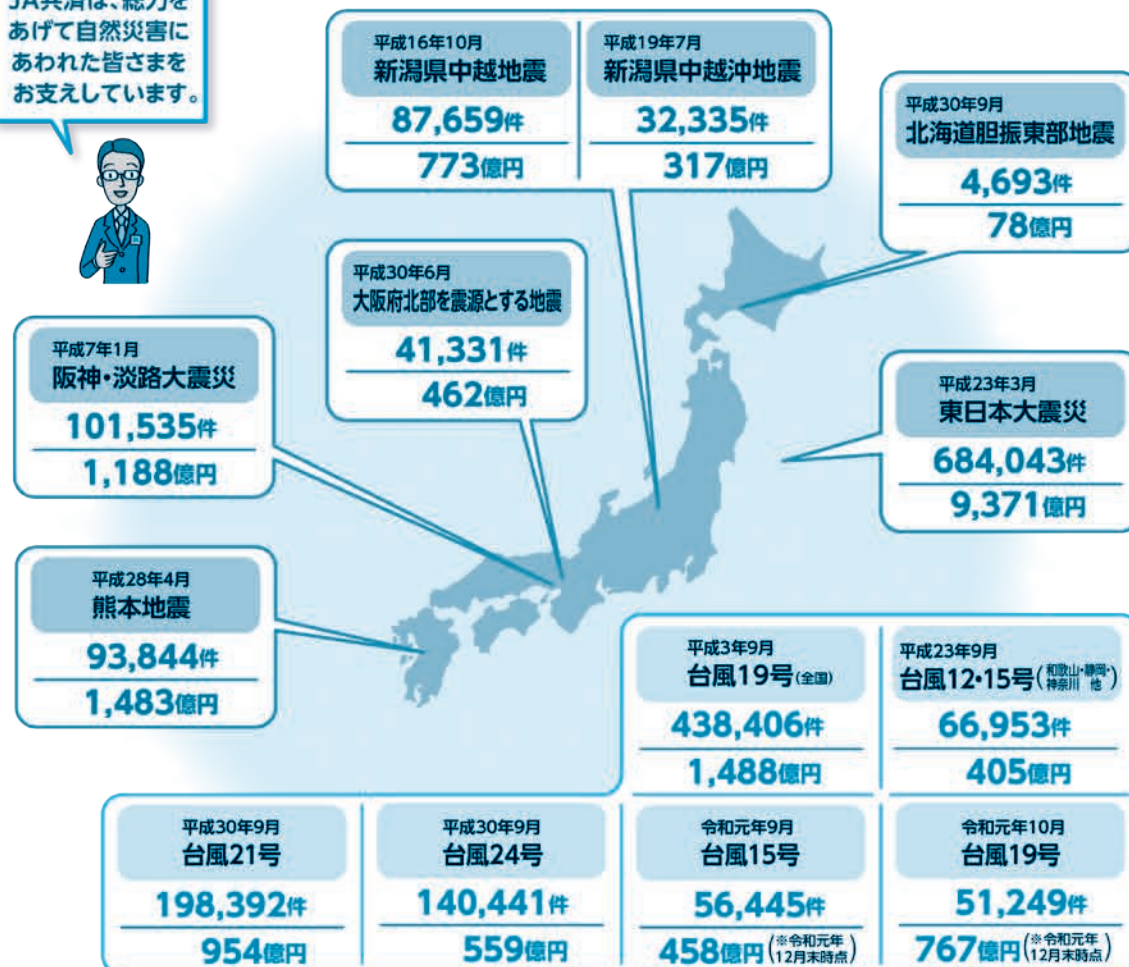 JA共済は、総力を
あげて自然災害に
あわれた皆さまを
お支えしています。
平成16年10月
新潟県中越地震
87,659件
773億円
平成19年7月
新潟県中越沖地震
32,335件
317億円
平成30年9月
北海道胆振東部地震
4,693件
78億円
平成30年6月
大阪府北部を震源とする地震
41,331件
462億円
平成7年1月
阪神・淡路大震災
101,535件
1,188億円
平成23年3月
東日本大震災
684,043件
9,371億円
平成28年4月
熊本地震
93,844件
1,483億円
平成3年9月
台風19号(全国)
438,406件
1,488億円
平成23年9月
台風12・15号(和歌山・静岡・
神奈川 他)
66,953件
405億円
平成30年9月
台風21号
198,392件
954億円
平成30年9月
台風24号
140,441件
559億円
令和元年9月
台風15号
56,445件
458億円(※令和元年
12月末時点)
令和元年10月
台風19号
51,249件
767億円(※令和元年
12月末時点)